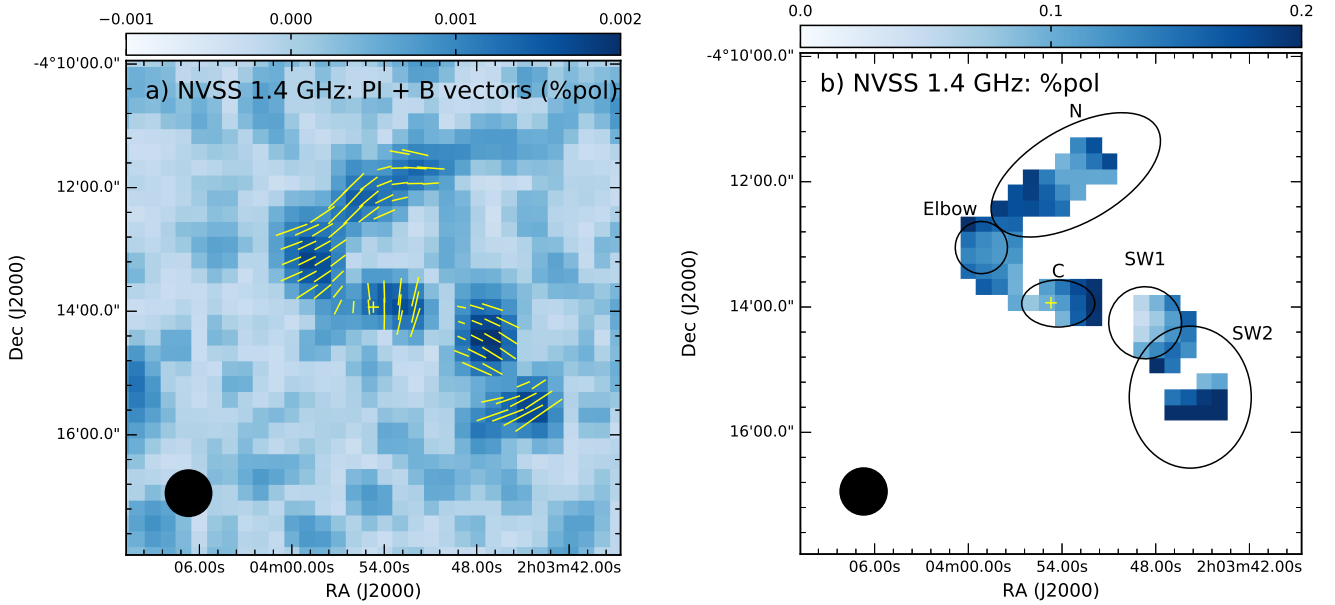 −0.001 0.000 0.001 0.002
a) NVSS 1.4 GHz: PI + B vectors (%pol)
-4°10'00.0"
12'00.0"
14'00.0"
16'00.0"
Dec (J2000)
06.00s 04m00.00s 54.00s 48.00s 2h03m42.00s
RA (J2000)
0.0 0.1 0.2
b) NVSS 1.4 GHz: %pol
-4°10'00.0"
12'00.0"
14'00.0"
16'00.0"
Dec (J2000)
N
Elbow
C
SW1
SW2
06.00s 04m00.00s 54.00s 48.00s 2h03m42.00s
RA (J2000)